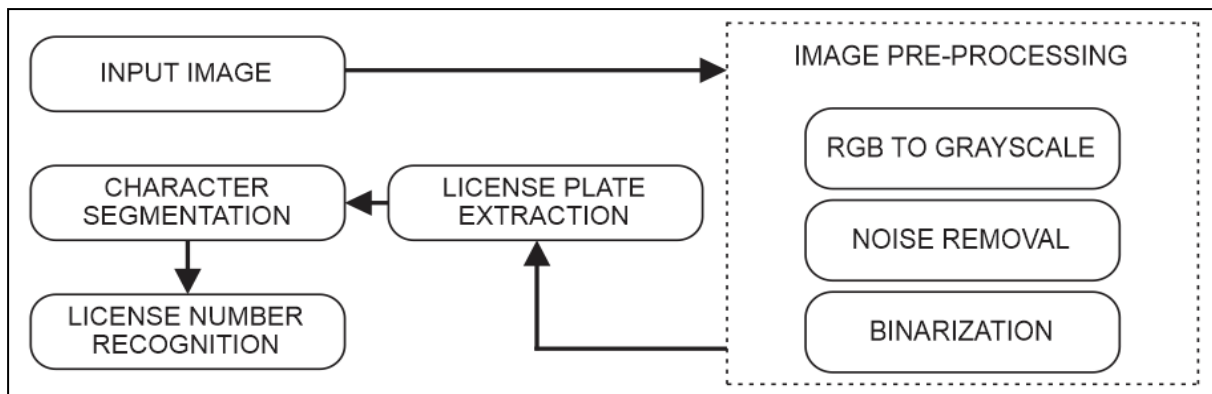 INPUT IMAGE
IMAGE PRE-PROCESSING
RGB TO GRAYSCALE
NOISE REMOVAL
BINARIZATION
LICENSE PLATE
EXTRACTION
CHARACTER
SEGMENTATION
LICENSE NUMBER
RECOGNITION